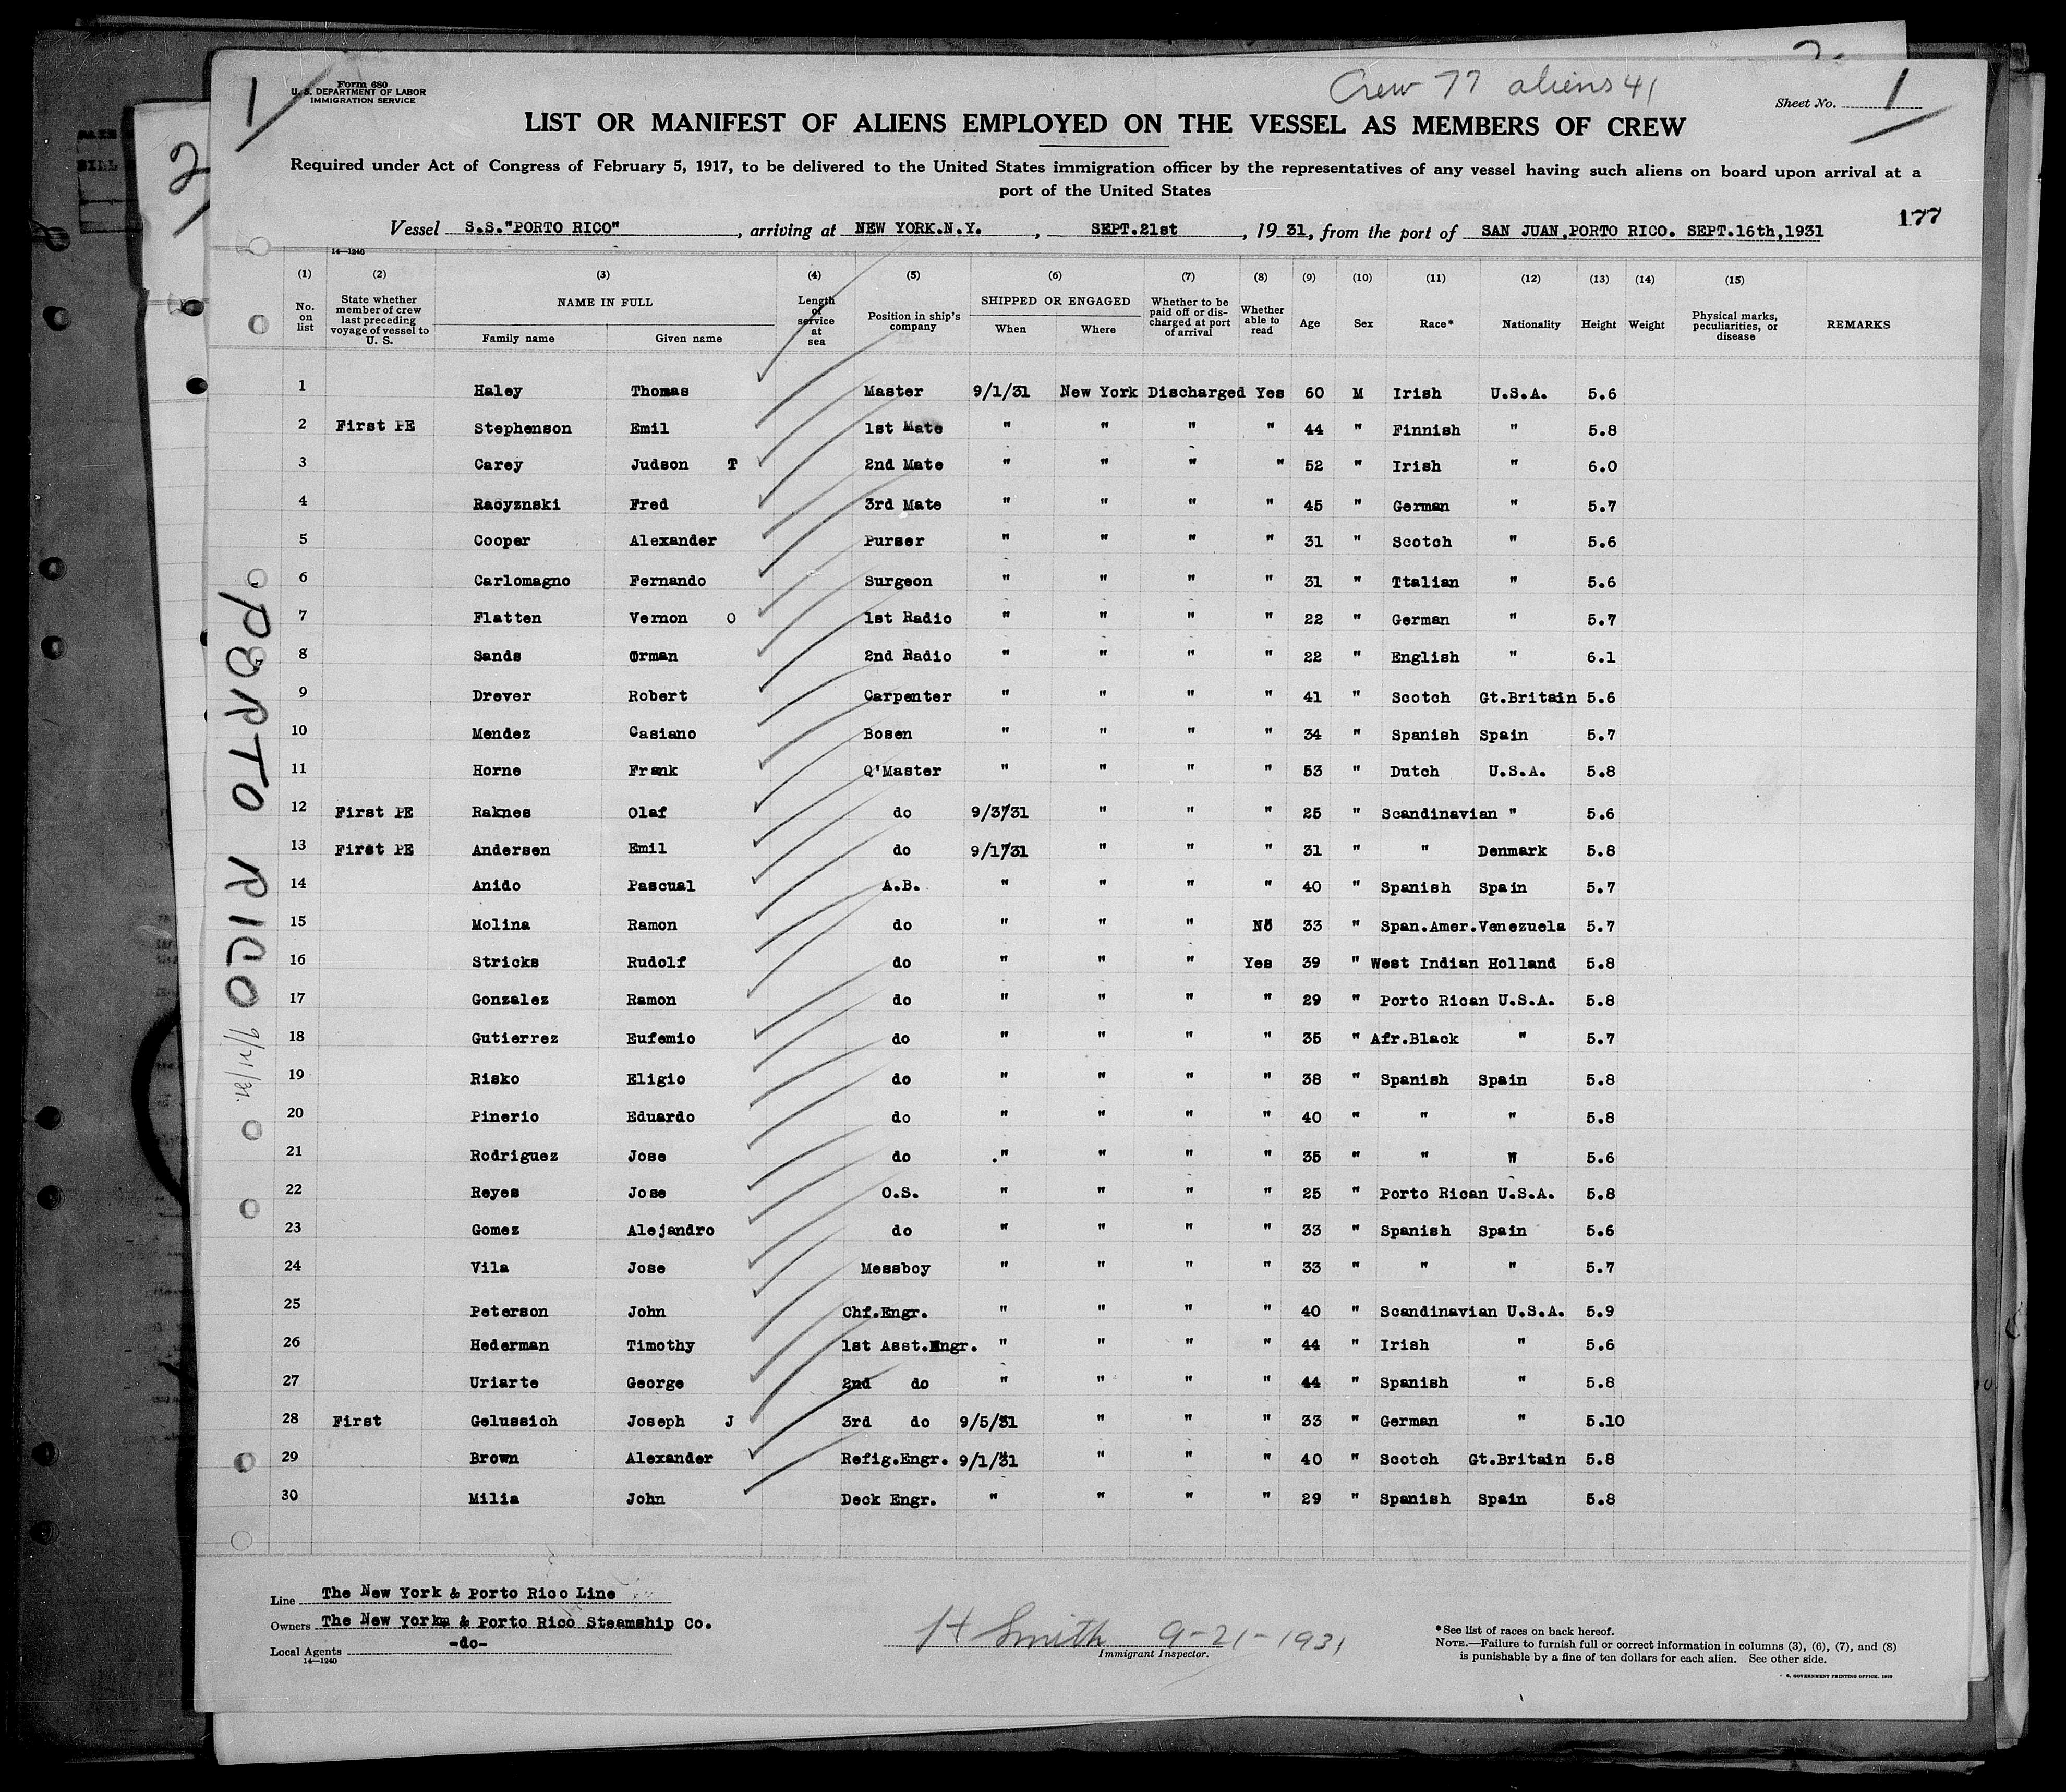 Crew 77 aliens 41
1
Form 680
U. S. DEPARTMENT OF LABOR
IMMIGRATION SERVICE
Sheet No. 1
LIST OR MANIFEST OF ALIENS EMPLOYED ON THE VESSEL AS MEMBERS OF CREW
Required under Act of Congress of February 5, 1917, to be delivered to the United States immigration officer by the representatives of any vessel having such aliens on board upon arrival at a
port of the United States
177
Vessel S.S."PORTO RICO", arriving at NEW YORK.N.Y., SEPT.21st, 19 31, from the port of SAN JUAN,PORTO RICO. SEPT.16th,1931
14—1240
(1) (2) (3) (4) (5) (6) (7) (8) (9) (10) (11) (12) (13) (14) (15)
No. on list State whether member of crew last preceding voyage of vessel to U. S. NAME IN FULL Family name Given name Length of service at sea Position in ship's company SHIPPED OR ENGAGED When Where Whether to be paid off or discharged at port of arrival Whether able to read Age Sex Race* Nationality Height Weight Physical marks, peculiarities, or disease REMARKS
1 Haley Thomas Master 9/1/31 New York Discharged Yes 60 M Irish U.S.A. 5.6
2 First PE Stephenson Emil 1st Mate " " " " 44 " Finnish " 5.8
3 Carey Judson T 2nd Mate " " " " 52 " Irish " 6.0
4 Racyznski Fred 3rd Mate " " " " 45 " German " 5.7
5 Cooper Alexander Purser " " " " 31 " Scotch " 5.6
6 Carlomagno Fernando Surgeon " " " " 31 " Ttalian " 5.6
7 Flatten Vernon O 1st Radio " " " " 22 " German " 5.7
8 Sands Orman 2nd Radio " " " " 22 " English " 6.1
9 Drever Robert Carpenter " " " " 41 " Scotch Gt.Britain 5.6
10 Mendez Casiano Bosen " " " " 34 " Spanish Spain 5.7
11 Horne Frank Q'Master " " " " 53 " Dutch U.S.A. 5.8
12 First PE Raknes Olaf do 9/3/31 " " " 25 " Scandinavian " 5.6
13 First PE Andersen Emil do 9/1/31 " " " 31 " " Denmark 5.8
14 Anido Pascual A.B. " " " " 40 " Spanish Spain 5.7
15 Molina Ramon do " " " No 33 " Span.Amer.Venezuela 5.7
16 Stricks Rudolf do " " " Yes 39 " West Indian Holland 5.8
17 Gonzalez Ramon do " " " " 29 " Porto Rican U.S.A. 5.8
18 Gutierrez Eufemio do " " " " 35 " Afr.Black " 5.7
19 Risko Eligio do " " " " 38 " Spanish Spain 5.8
20 Pinerio Eduardo do " " " " 40 " " " 5.8
21 Rodriguez Jose do ." " " " 35 " " " 5.6
22 Reyes Jose O.S. " " " " 25 " Porto Rican U.S.A. 5.8
23 Gomez Alejandro do " " " " 33 " Spanish Spain 5.6
24 Vila Jose Messboy " " " " 33 " " " 5.7
25 Peterson John Chf.Engr. " " " " 40 " Scandinavian U.S.A. 5.9
26 Hederman Timothy 1st Asst.Engr. " " " " 44 " Irish " 5.6
27 Uriarte George 2nd do " " " " 44 " Spanish " 5.8
28 First Gelussich Joseph J 3rd do 9/5/31 " " " 33 " German " 5.10
29 Brown Alexander Refig.Engr. 9/1/31 " " " 40 " Scotch Gt.Britain 5.8
30 Milia John Deck Engr. " " " " 29 " Spanish Spain 5.8
PORTO RICO 9/21/31.
Line The New York & Porto Rico Line
Owners The New Yorkm & Porto Rico Steamship Co.
Local Agents -do-
14—1240
H Smith 9-21-1931
Immigrant Inspector.
*See list of races on back hereof.
NOTE.—Failure to furnish full or correct information in columns (3), (6), (7), and (8)
is punishable by a fine of ten dollars for each alien. See other side.
GOVERNMENT PRINTING OFFICE. 1929
2